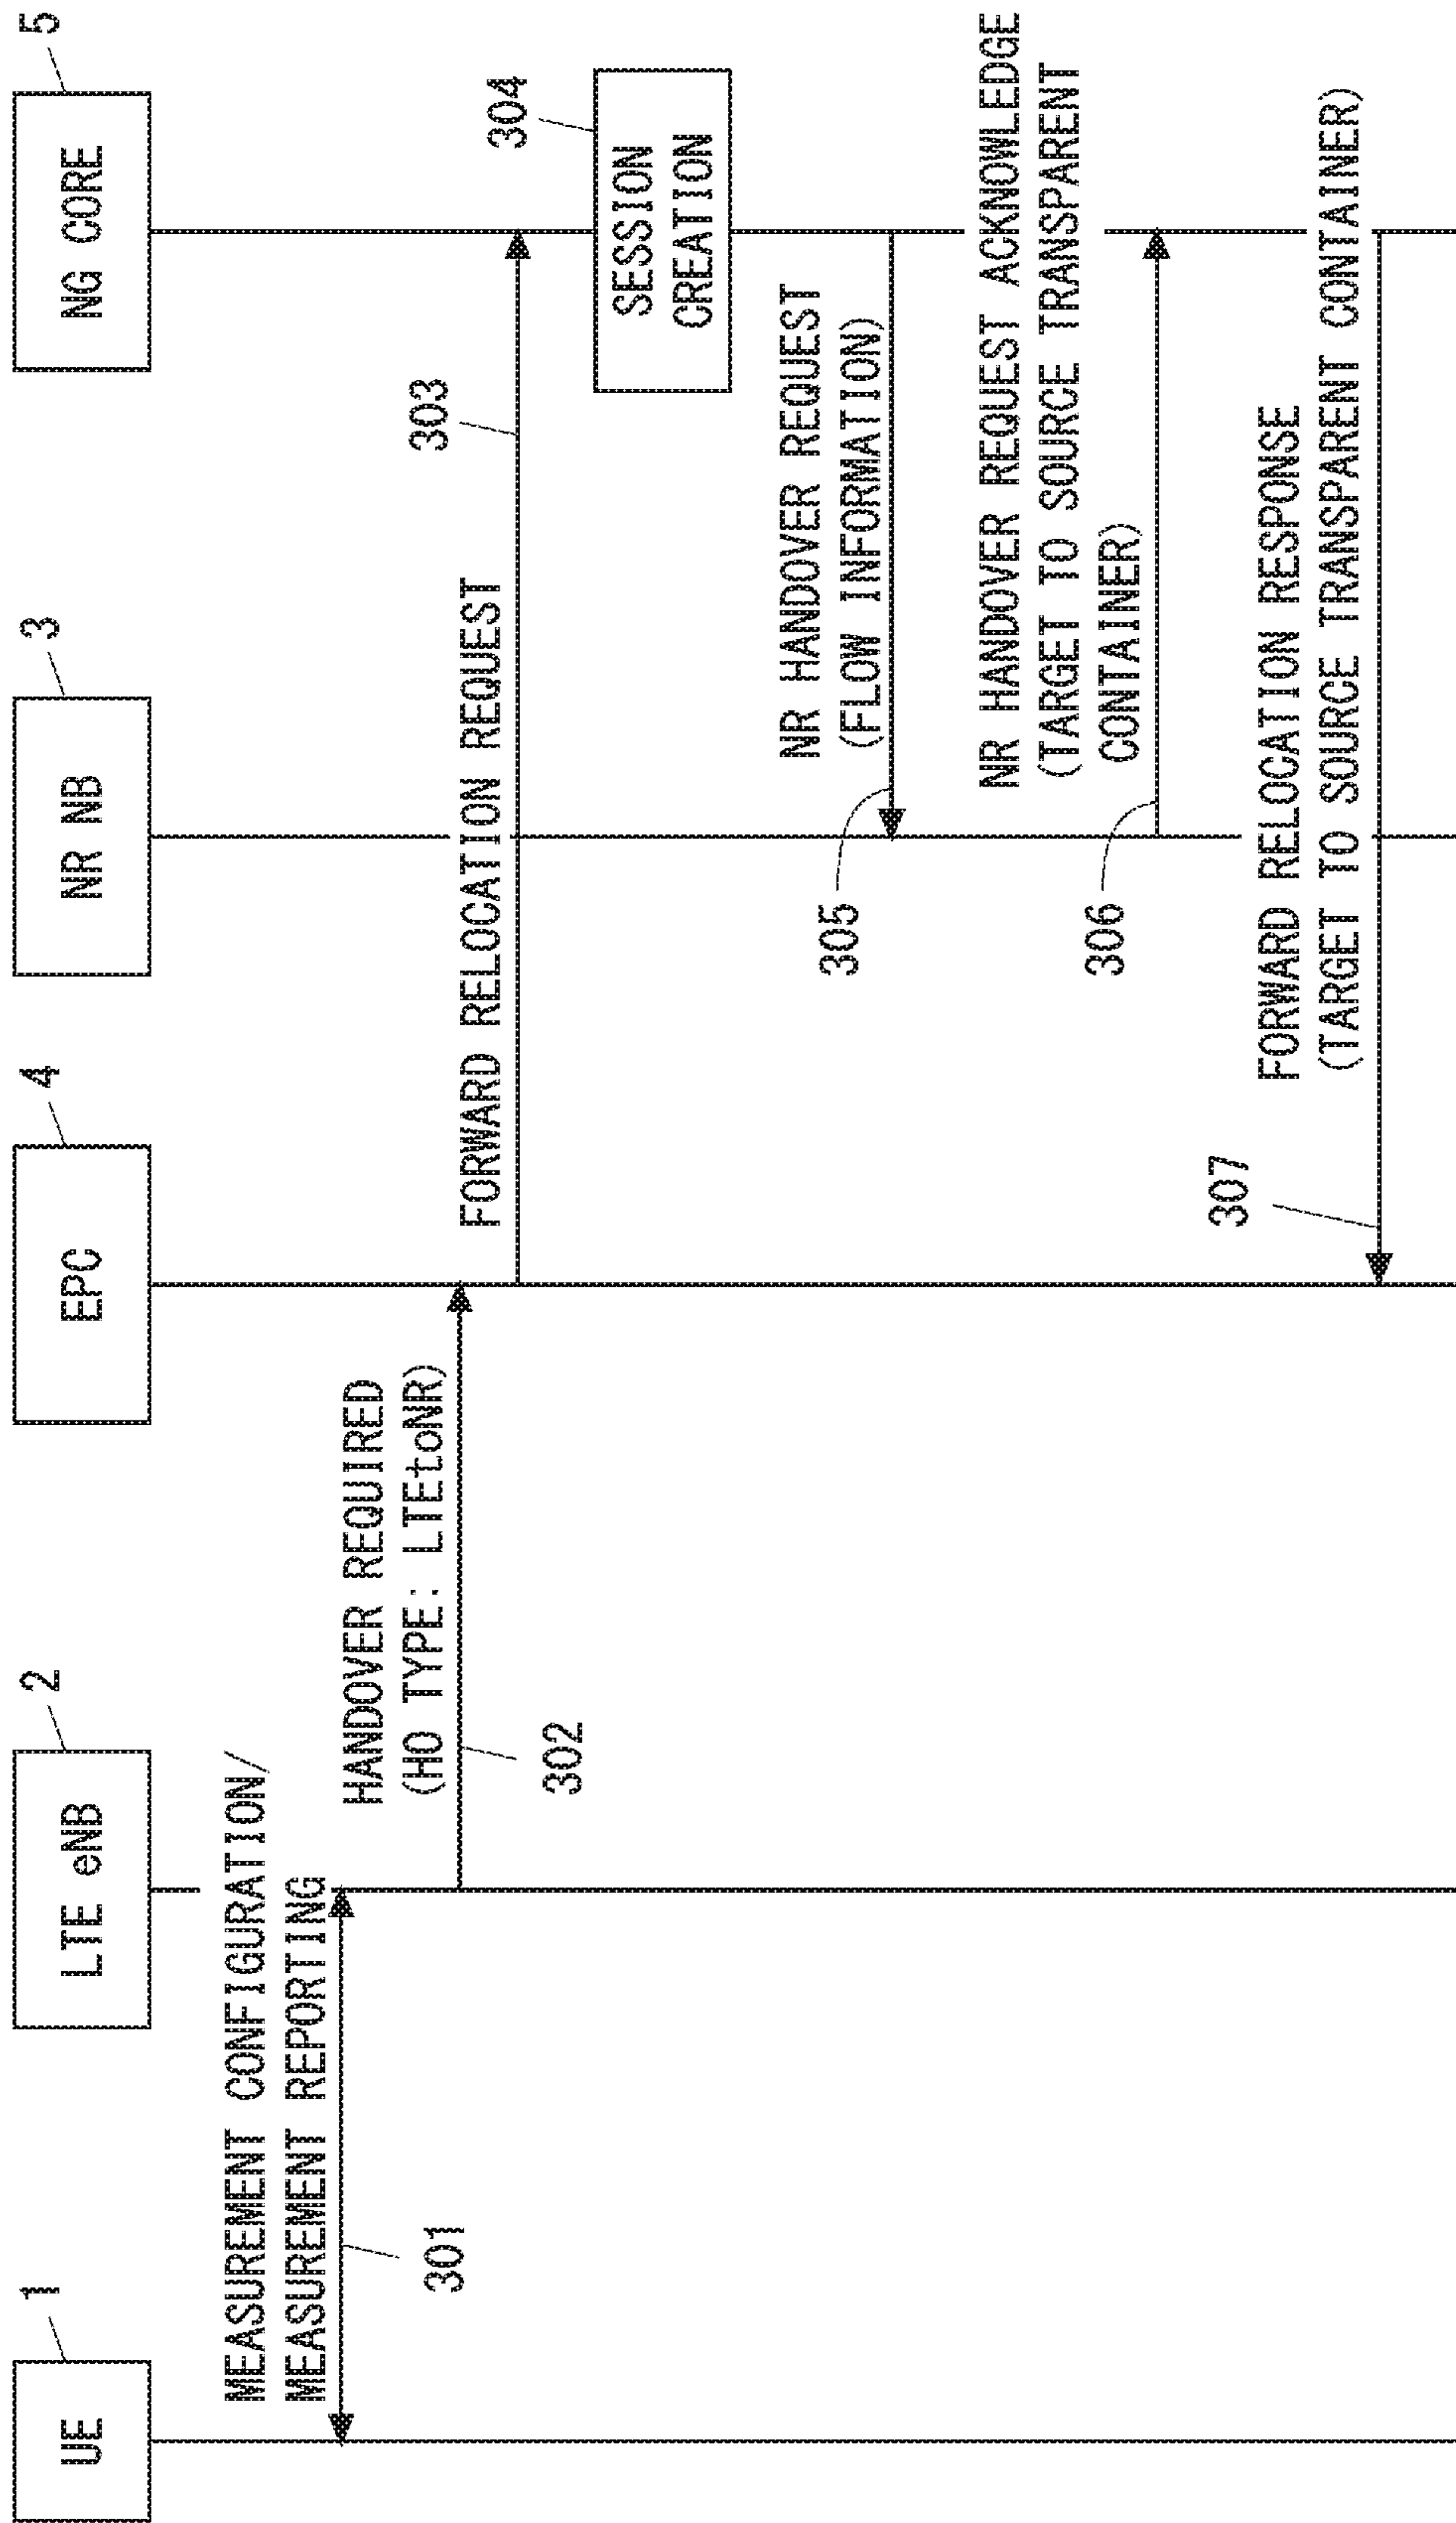 UE
1
LTE eNB
2
EPC
4
NR NB
3
NG CORE
5
MEASUREMENT CONFIGURATION/
MEASUREMENT REPORTING
301
HANDOVER REQUIRED
(HO TYPE: LTEtoNR)
302
FORWARD RELOCATION REQUEST
303
SESSION
CREATION
304
NR HANDOVER REQUEST
(FLOW INFORMATION)
305
NR HANDOVER REQUEST ACKNOWLEDGE
(TARGET TO SOURCE TRANSPARENT
CONTAINER)
306
FORWARD RELOCATION RESPONSE
(TARGET TO SOURCE TRANSPARENT CONTAINER)
307